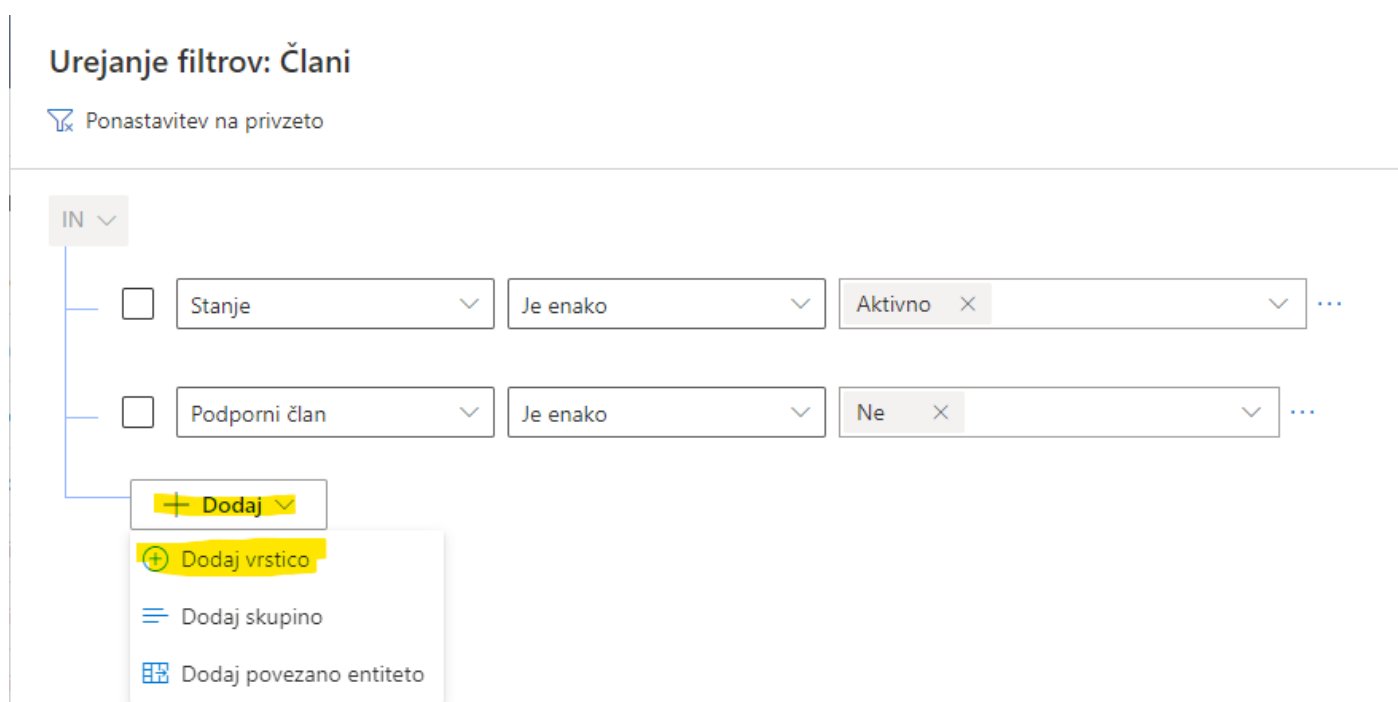 Urejanje filtrov: Člani
Ponastavitev na privzeto
IN
Stanje Je enako Aktivno
Podporni član Je enako Ne
Dodaj
Dodaj vrstico
Dodaj skupino
Dodaj povezano entiteto